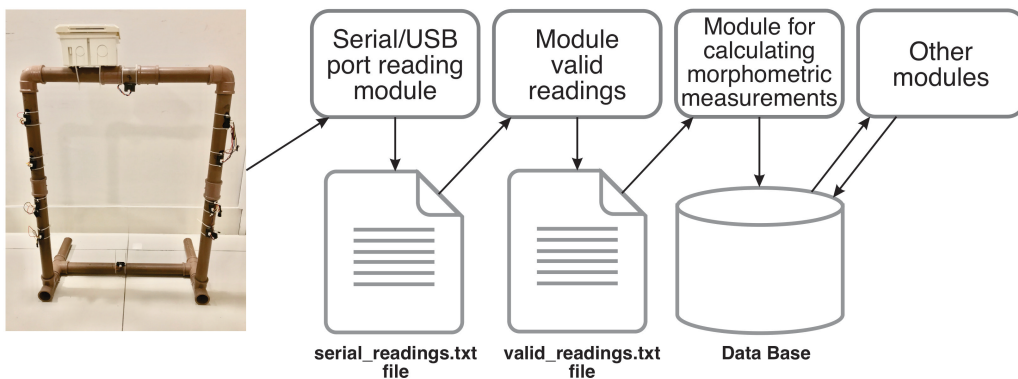 Serial/USB
port reading
module
Module
valid
readings
Module for
calculating
morphometric
measurements
Other
modules
serial_readings.txt
file
valid_readings.txt
file
Data Base